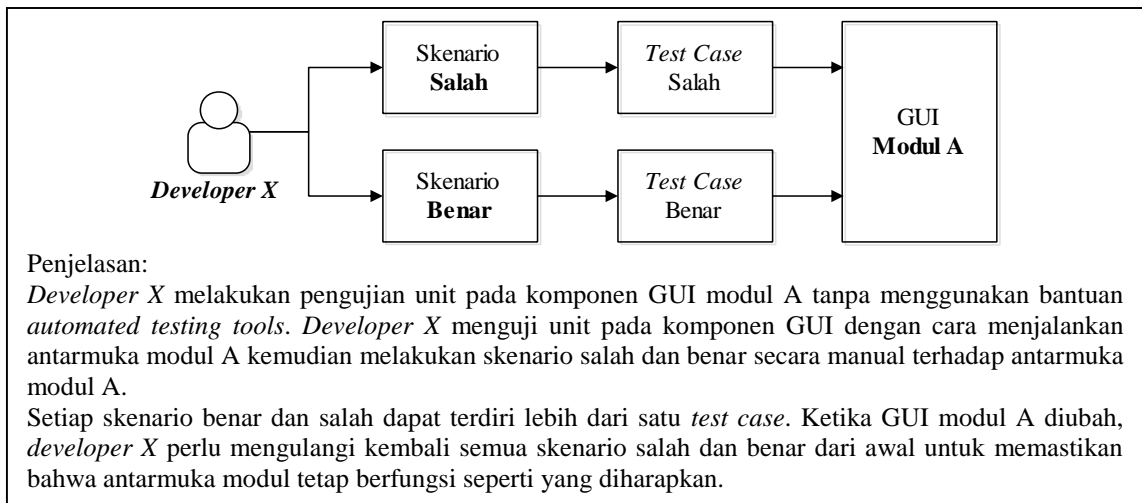 Skenario
Salah
Test Case
Salah
GUI
Modul A
Developer X
Skenario
Benar
Test Case
Benar
Penjelasan:
Developer X melakukan pengujian unit pada komponen GUI modul A tanpa menggunakan bantuan
automated testing tools. Developer X menguji unit pada komponen GUI dengan cara menjalankan
antarmuka modul A kemudian melakukan skenario salah dan benar secara manual terhadap antarmuka
modul A.
Setiap skenario benar dan salah dapat terdiri lebih dari satu test case. Ketika GUI modul A diubah,
developer X perlu mengulangi kembali semua skenario salah dan benar dari awal untuk memastikan
bahwa antarmuka modul tetap berfungsi seperti yang diharapkan.